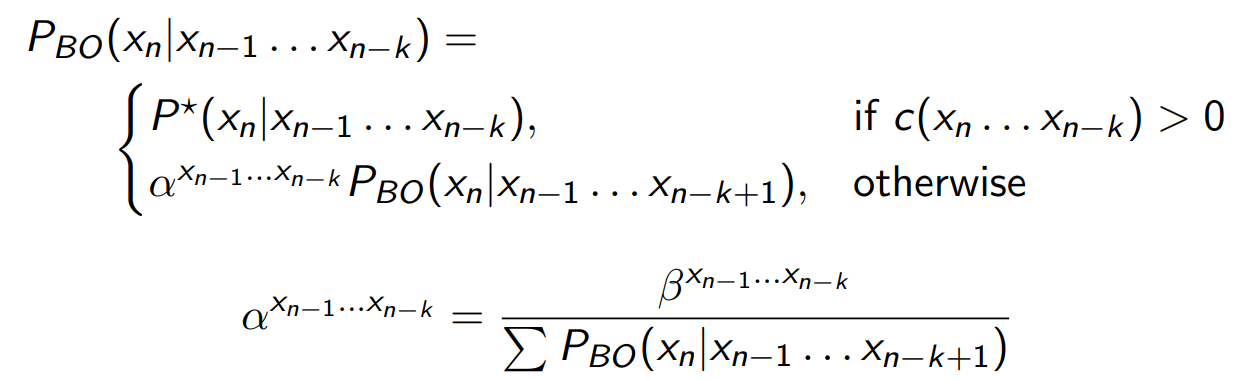 P_{BO}(x_n|x_{n−1} … x_{n−k}) =
{ P^⋆(x_n|x_{n−1} … x_{n−k}), if c(x_n … x_{n−k}) > 0
α^{x_{n−1}…x_{n−k}} P_{BO}(x_n|x_{n−1} … x_{n−k+1}), otherwise
α^{x_{n−1}…x_{n−k}} = \frac{β^{x_{n−1}…x_{n−k}}}{∑ P_{BO}(x_n|x_{n−1} … x_{n−k+1})}